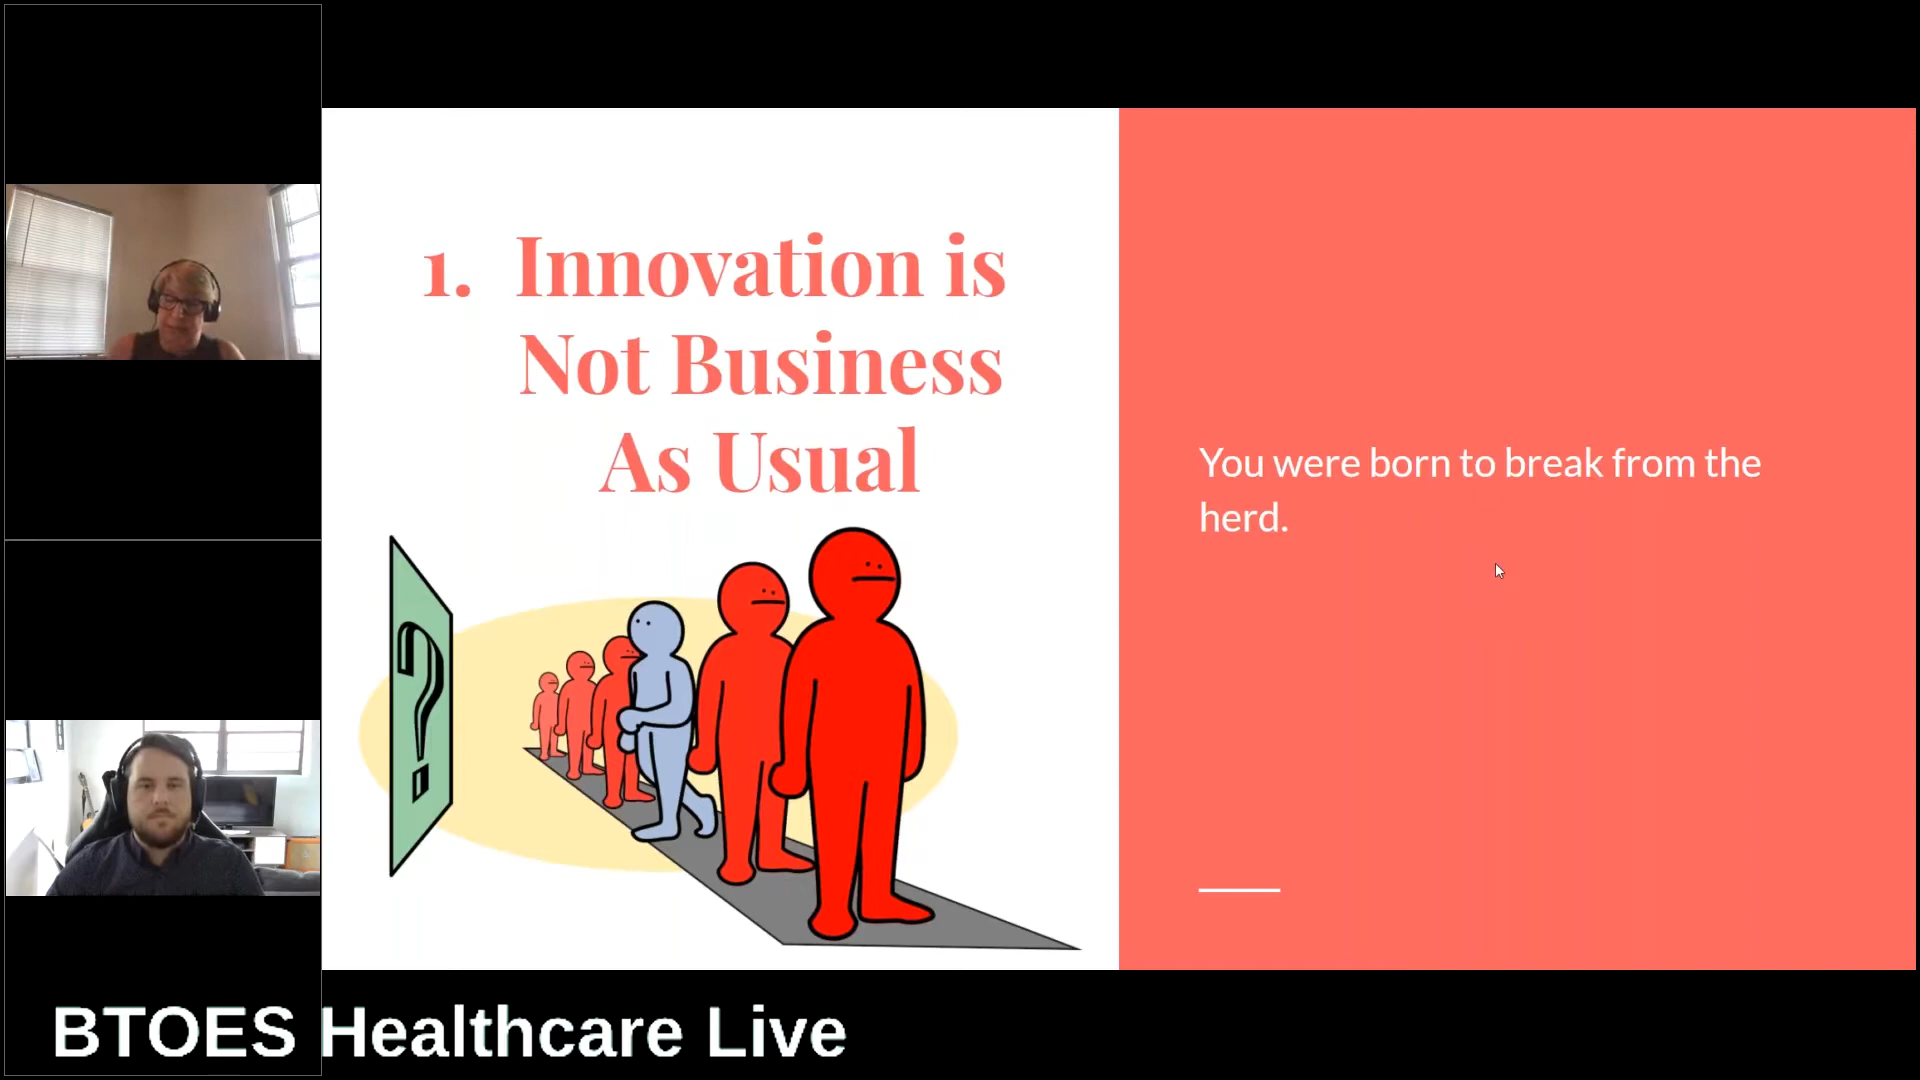 1. Innovation is
Not Business
As Usual
?
You were born to break from the
herd.
BTOES Healthcare Live